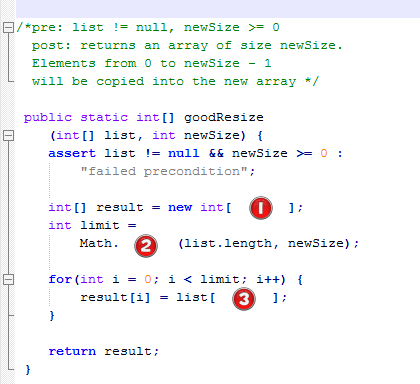 /*pre: list != null, newSize >= 0
post: returns an array of size newSize.
Elements from 0 to newSize - 1
will be copied into the new array */
public static int[] goodResize
(int[] list, int newSize) {
assert list != null && newSize >= 0 :
"failed precondition";
int[] result = new int[ 1 ];
int limit =
Math. 2 (list.length, newSize);
for(int i = 0; i < limit; i++) {
result[i] = list[ 3 ];
}
return result;
}